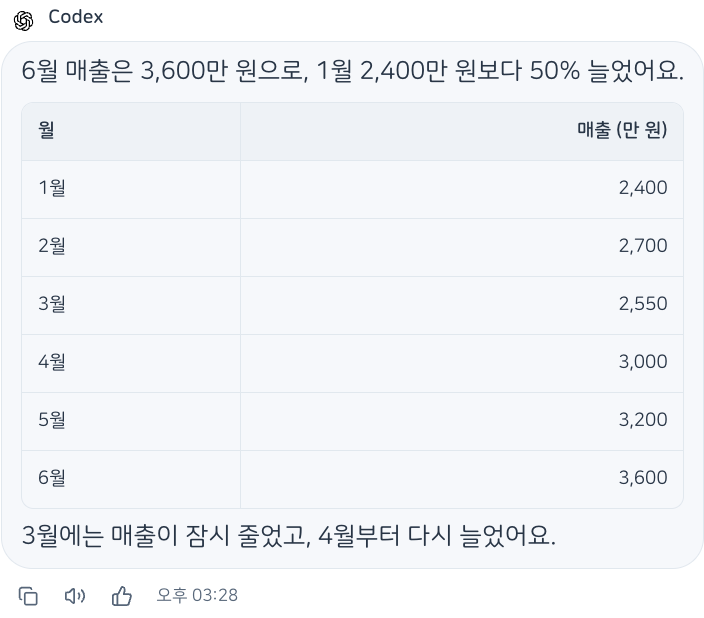 Codex
6월 매출은 3,600만 원으로, 1월 2,400만 원보다 50% 늘었어요.
월 매출 (만 원)
1월 2,400
2월 2,700
3월 2,550
4월 3,000
5월 3,200
6월 3,600
3월에는 매출이 잠시 줄었고, 4월부터 다시 늘었어요.
오후 03:28